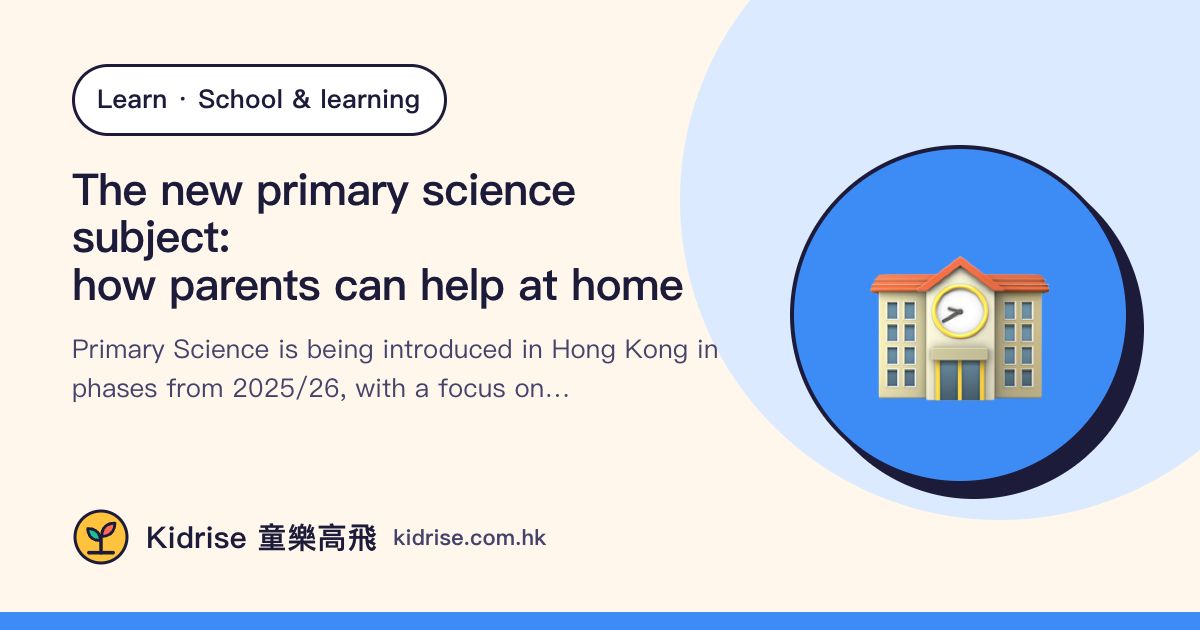 Learn · School & learning
The new primary science
subject:
how parents can help at home
Primary Science is being introduced in Hong Kong in
phases from 2025/26, with a focus on…
Kidrise 童樂高飛 kidrise.com.hk